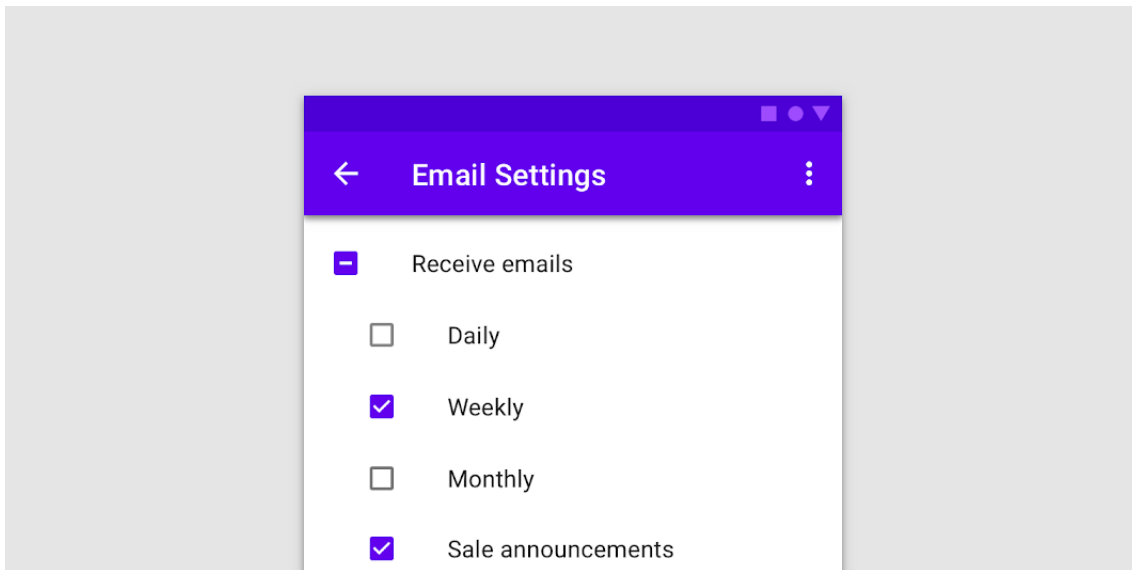 Email Settings
Receive emails
Daily
Weekly
Monthly
Sale announcements